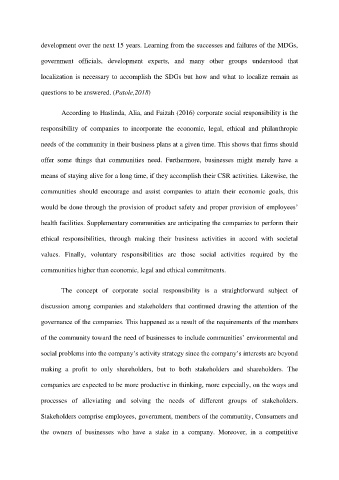 development over the next 15 years. Learning from the successes and failures of the MDGs,
government officials, development experts, and many other groups understood that
localization is necessary to accomplish the SDGs but how and what to localize remain as
questions to be answered. (Patole,2018)
According to Haslinda, Alia, and Faizah (2016) corporate social responsibility is the
responsibility of companies to incorporate the economic, legal, ethical and philanthropic
needs of the community in their business plans at a given time. This shows that firms should
offer some things that communities need. Furthermore, businesses might merely have a
means of staying alive for a long time, if they accomplish their CSR activities. Likewise, the
communities should encourage and assist companies to attain their economic goals, this
would be done through the provision of product safety and proper provision of employees’
health facilities. Supplementary communities are anticipating the companies to perform their
ethical responsibilities, through making their business activities in accord with societal
values. Finally, voluntary responsibilities are those social activities required by the
communities higher than economic, legal and ethical commitments.
The concept of corporate social responsibility is a straightforward subject of
discussion among companies and stakeholders that continued drawing the attention of the
governance of the companies. This happened as a result of the requirements of the members
of the community toward the need of businesses to include communities’ environmental and
social problems into the company’s activity strategy since the company’s interests are beyond
making a profit to only shareholders, but to both stakeholders and shareholders. The
companies are expected to be more productive in thinking, more especially, on the ways and
processes of alleviating and solving the needs of different groups of stakeholders.
Stakeholders comprise employees, government, members of the community, Consumers and
the owners of businesses who have a stake in a company. Moreover, in a competitive